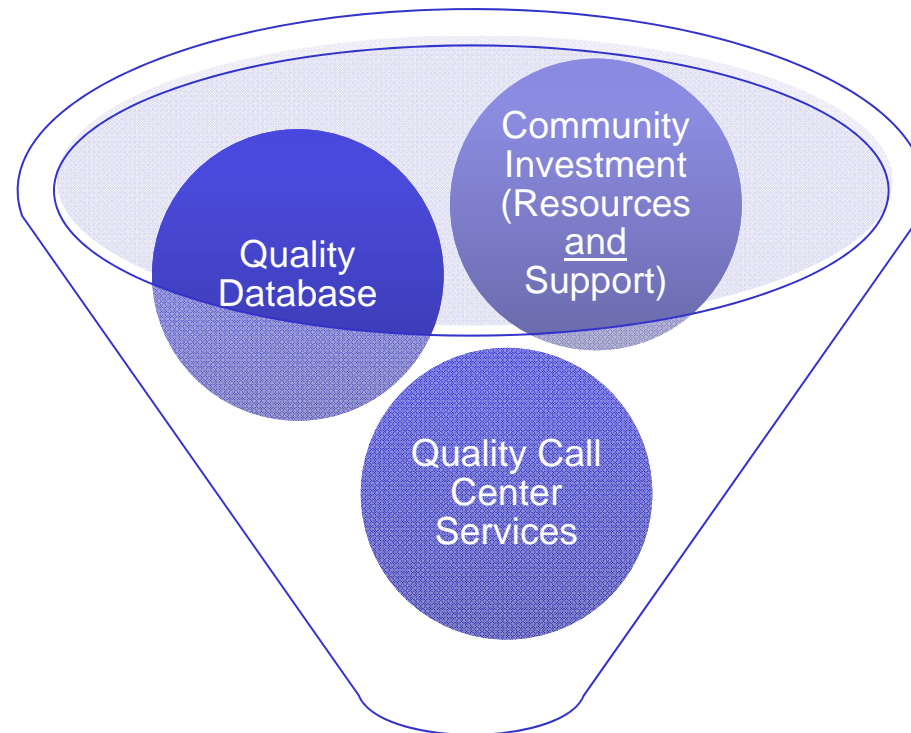 Community
Investment
(Resources
and
Support)
Quality
Database
Quality Call
Center
Services